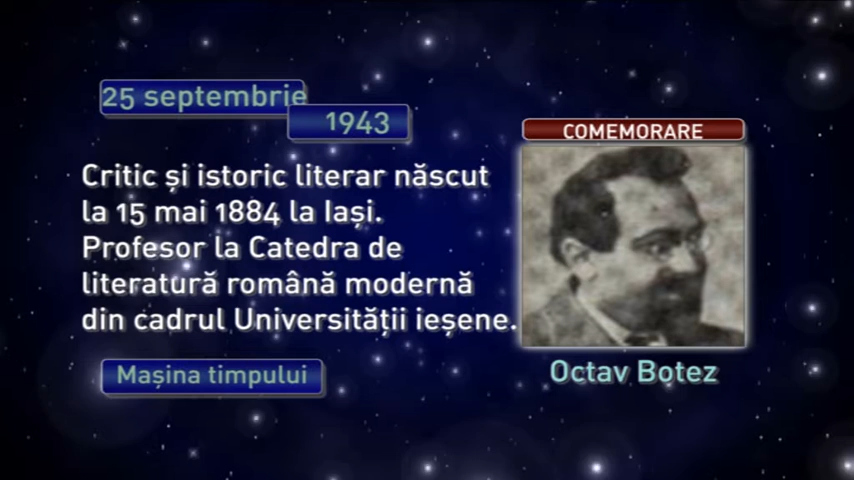 25 septembrie
1943
COMEMORARE
Critic și istoric literar născut
la 15 mai 1884 la Iași.
Profesor la Catedra de
literatură română modernă
din cadrul Universității ieșene.
Mașina timpului
Octav Botez